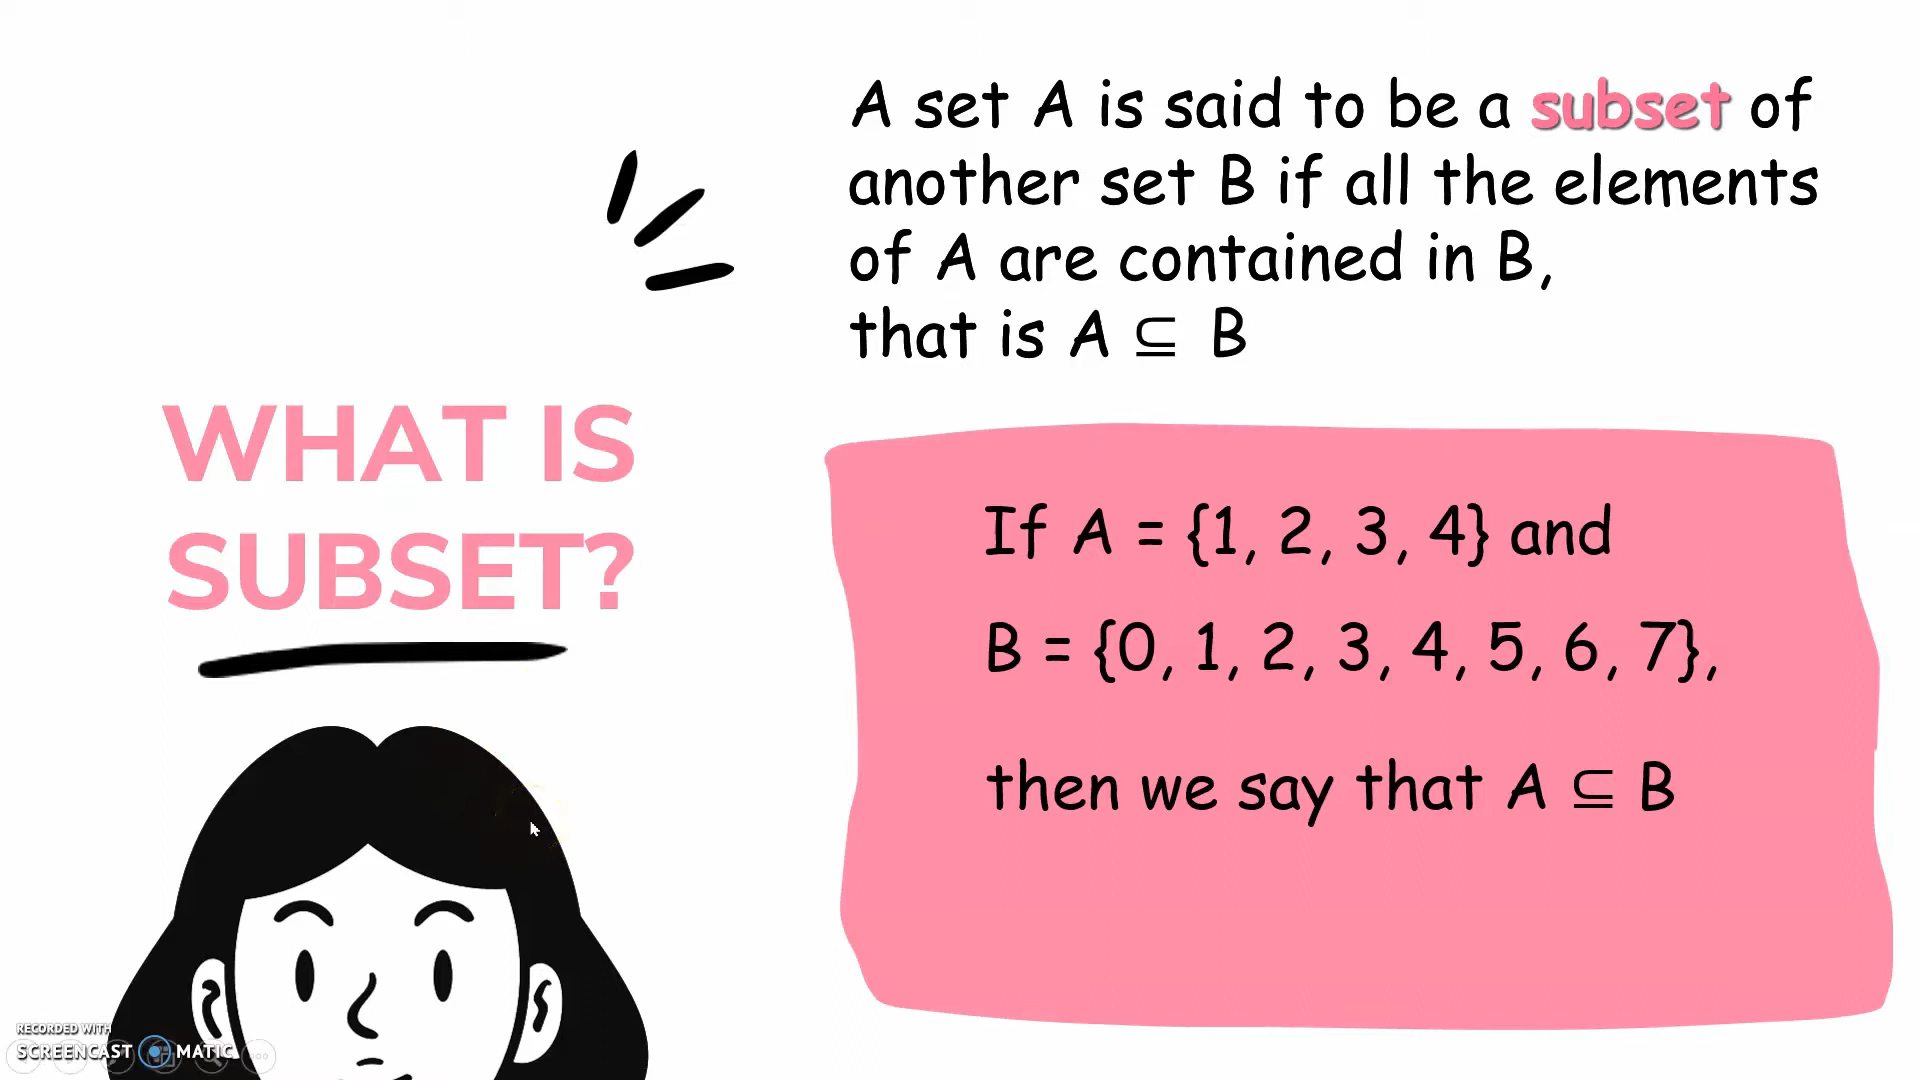 A set A is said to be a subset of
another set B if all the elements
of A are contained in B,
that is A ⊆ B
WHAT IS
SUBSET?
If A = {1, 2, 3, 4} and
B = {0, 1, 2, 3, 4, 5, 6, 7},
then we say that A ⊆ B
RECORDED WITH
SCREENCAST MATIC